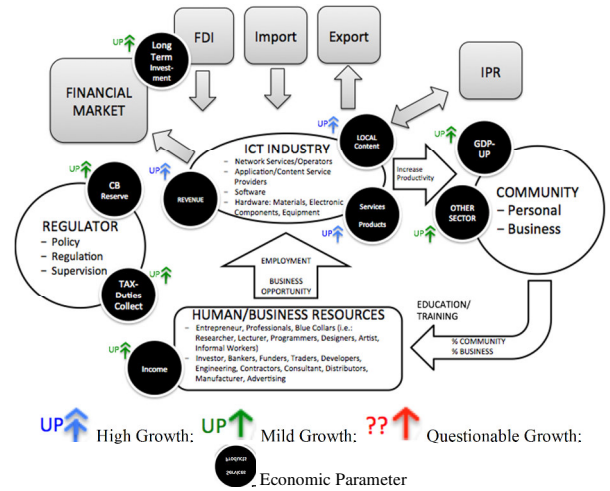 UP
Long
Term
Invest-
ment
FDI
Import
Export
IPR
FINANCIAL
MARKET
UP
LOCAL
Content
UP
GDP-
UP
ICT INDUSTRY
– Network Services/Operators
– Application/Content Service
Providers
– Software
– Hardware: Materials, Electronic
Components, Equipment
UP
REVENUE
Increase
Productivity
UP
CB
Reserve
COMMUNITY
– Personal
– Business
OTHER
SECTOR
UP
Services
Products
UP
REGULATOR
– Policy
– Regulation
– Supervision
TAX-
Duties
Collect
UP
EMPLOYMENT
BUSINESS
OPPORTUNITY
EDUCATION/
TRAINING
% COMMUNITY
% BUSINESS
HUMAN/BUSINESS RESOURCES
– Entrepreneur, Professionals, Blue Collars (i.e.:
Researcher, Lecturer, Programmers, Designers, Artist,
Informal Workers)
– Investor, Bankers, Funders, Traders, Developers,
Engineering, Contractors, Consultant, Distributors,
Manufacturer, Advertising
UP
Income
UP High Growth; UP Mild Growth; ?? Questionable Growth;
Services
Products
Economic Parameter